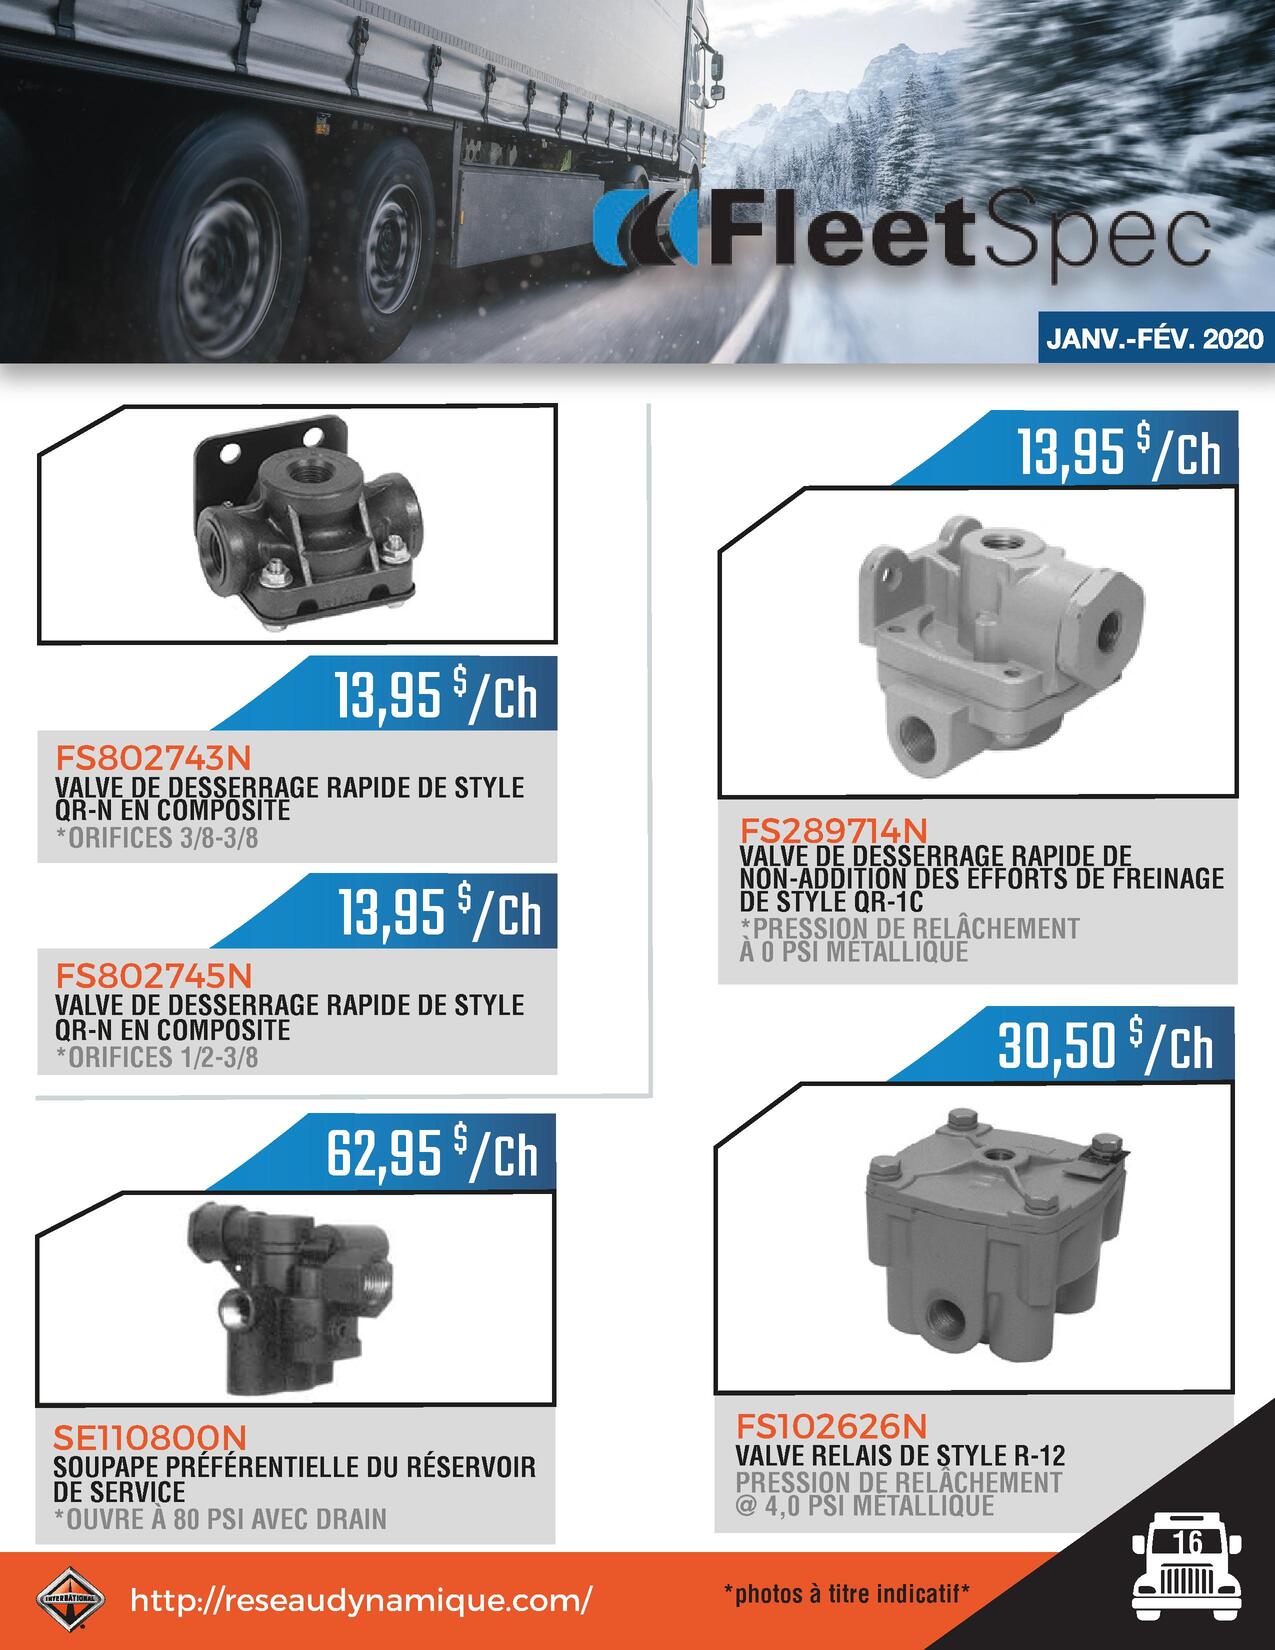 FleetSpec
JANV.-FÉV. 2020
13,95 $/Ch
FS802743N
VALVE DE DESSERRAGE RAPIDE DE STYLE
QR-N EN COMPOSITE
*ORIFICES 3/8-3/8
13,95 $/Ch
FS802745N
VALVE DE DESSERRAGE RAPIDE DE STYLE
QR-N EN COMPOSITE
*ORIFICES 1/2-3/8
62,95 $/Ch
SE110800N
SOUPAPE PRÉFÉRENTIELLE DU RÉSERVOIR
DE SERVICE
*OUVRE À 80 PSI AVEC DRAIN
13,95 $/Ch
FS289714N
VALVE DE DESSERRAGE RAPIDE DE
NON-ADDITION DES EFFORTS DE FREINAGE
DE STYLE QR-1C
*PRESSION DE RELÂCHEMENT
À 0 PSI MÉTALLIQUE
30,50 $/Ch
FS102626N
VALVE RELAIS DE STYLE R-12
PRESSION DE RELÂCHEMENT
@ 4,0 PSI MÉTALLIQUE
16
INTERNATIONAL
http://reseaudynamique.com/
*photos à titre indicatif*